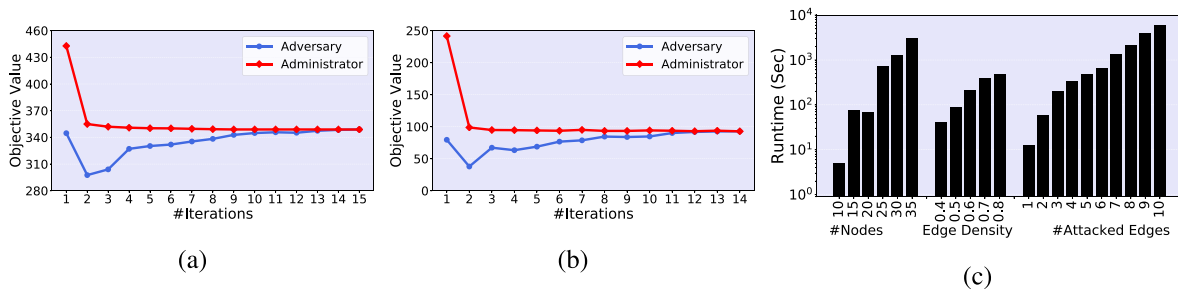 460
430
400
370
340
310
280
Objective Value
1 2 3 4 5 6 7 8 9 10 11 12 13 14 15
#Iterations
Adversary
Administrator
(a)
250
200
150
100
50
0
Objective Value
1 2 3 4 5 6 7 8 9 10 11 12 13 14
#Iterations
Adversary
Administrator
(b)
10^4
10^3
10^2
10^1
10^0
Runtime (Sec)
10 15 20 25 30 35 0.4 0.5 0.6 0.7 0.8 1 2 3 4 5 6 7 8 9 10
#Nodes Edge Density #Attacked Edges
(c)